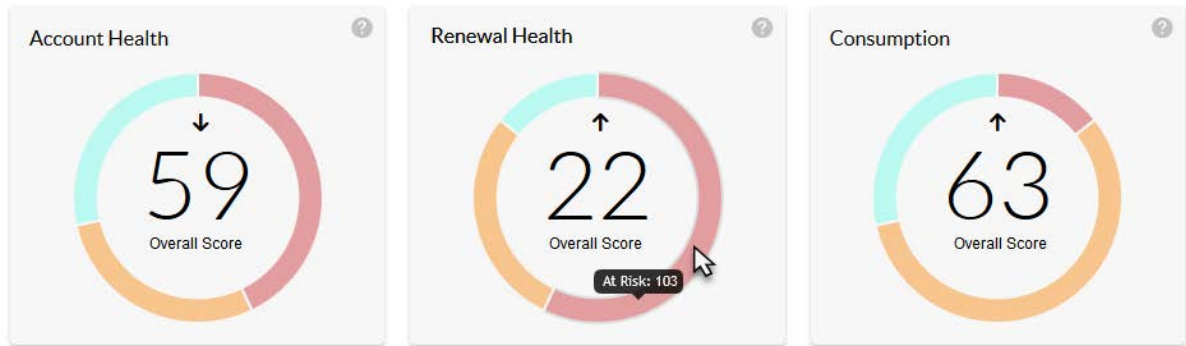 Account Health
?
↓
59
Overall Score
Renewal Health
?
↑
22
Overall Score
At Risk: 103
Consumption
?
↑
63
Overall Score